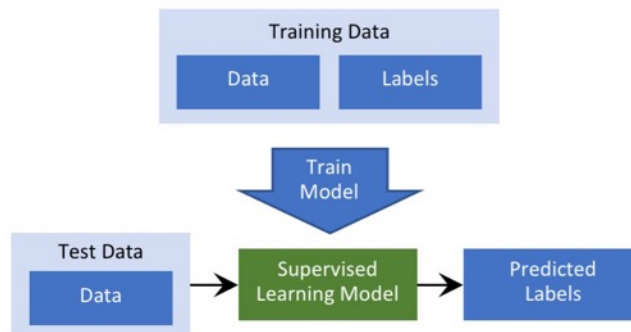 Training Data
Data
Labels
Train
Model
Test Data
Data
Supervised
Learning Model
Predicted
Labels